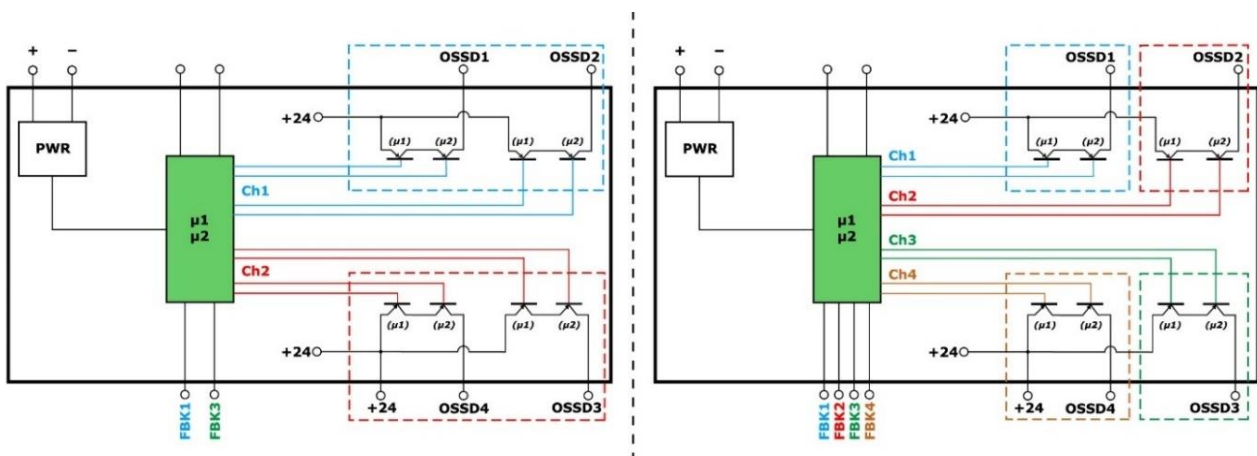 + − OSSD1 OSSD2
+24
(μ1) (μ2) (μ1) (μ2)
PWR
Ch1
μ1
μ2
Ch2
(μ1) (μ2) (μ1) (μ2)
+24
+24 OSSD4 OSSD3
FBK1 FBK3
+ − OSSD1 OSSD2
+24
(μ1) (μ2) (μ1) (μ2)
PWR
Ch1
Ch2
μ1
μ2
Ch3
Ch4
(μ1) (μ2) (μ1) (μ2)
+24
+24 OSSD4 OSSD3
FBK1 FBK2 FBK3 FBK4